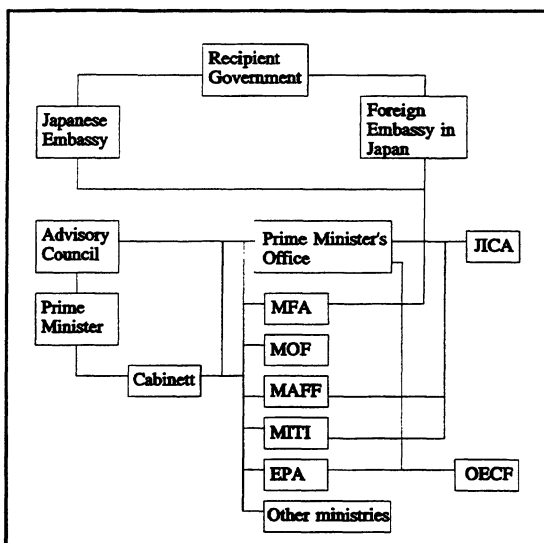 Recipient
Government
Japanese
Embassy
Foreign
Embassy in
Japan
Advisory
Council
Prime Minister's
Office
JICA
Prime
Minister
MFA
MOF
Cabinett
MAFF
MITI
EPA
OECF
Other ministries